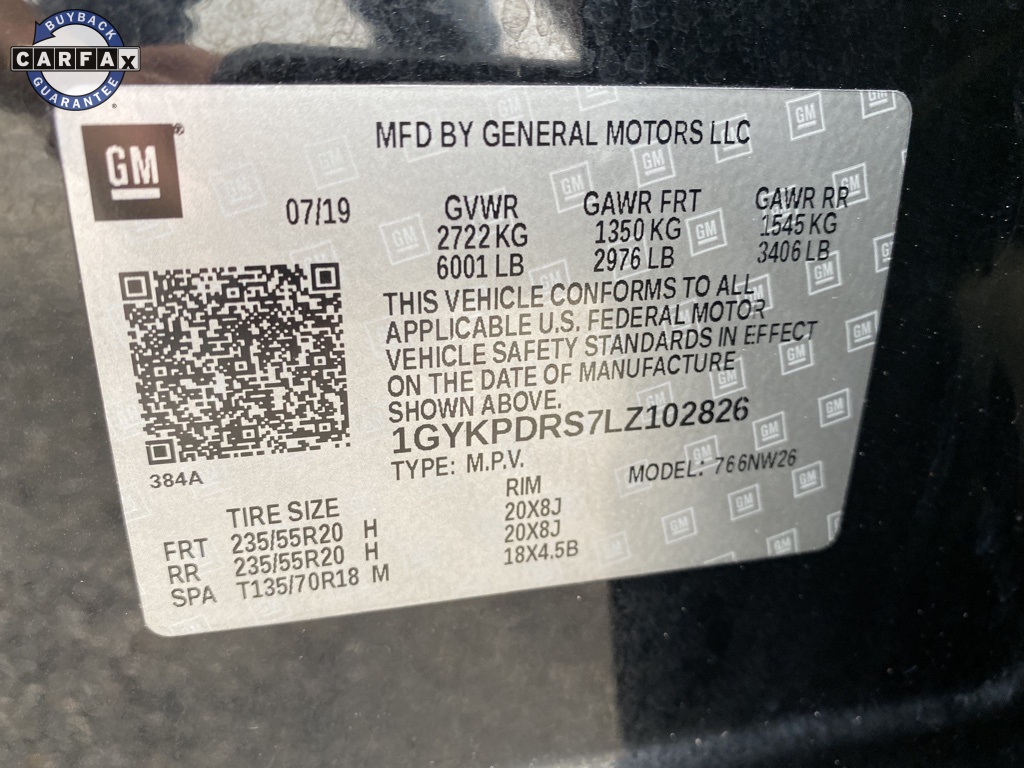 BUYBACK
CARFAX
GUARANTEE
GM
MFD BY GENERAL MOTORS LLC
07/19
GVWR GAWR FRT GAWR RR
2722 KG 1350 KG 1545 KG
6001 LB 2976 LB 3406 LB
THIS VEHICLE CONFORMS TO ALL
APPLICABLE U.S. FEDERAL MOTOR
VEHICLE SAFETY STANDARDS IN EFFECT
ON THE DATE OF MANUFACTURE
SHOWN ABOVE.
1GYKPDRS7LZ102826
TYPE: M.P.V. MODEL: 766NW26
384A
TIRE SIZE RIM
FRT 235/55R20 H 20X8J
RR 235/55R20 H 20X8J
SPA T135/70R18 M 18X4.5B